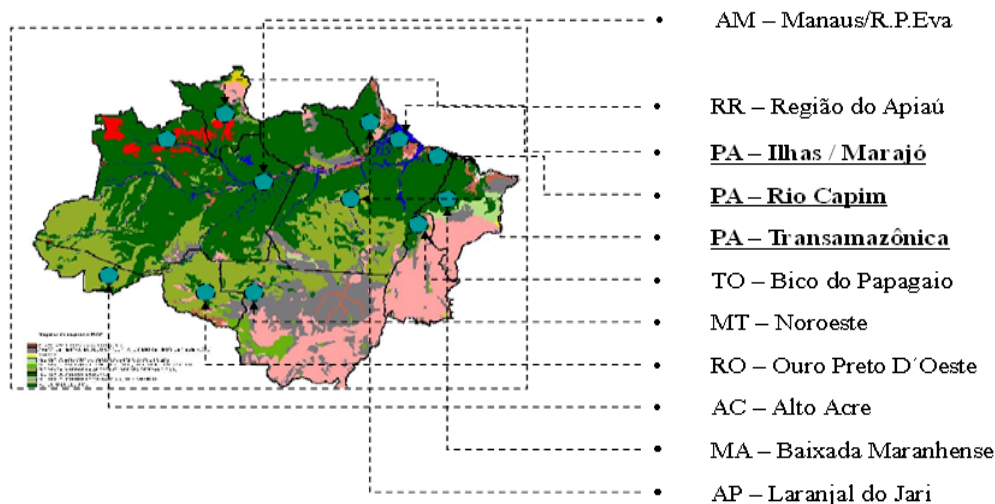 • AM – Manaus/R.P.Eva
• RR – Região do Apiaú
• PA – Ilhas / Marajó
• PA – Rio Capim
• PA – Transamazônica
• TO – Bico do Papagaio
• MT – Noroeste
• RO – Ouro Preto D´Oeste
• AC – Alto Acre
• MA – Baixada Maranhense
• AP – Laranjal do Jari